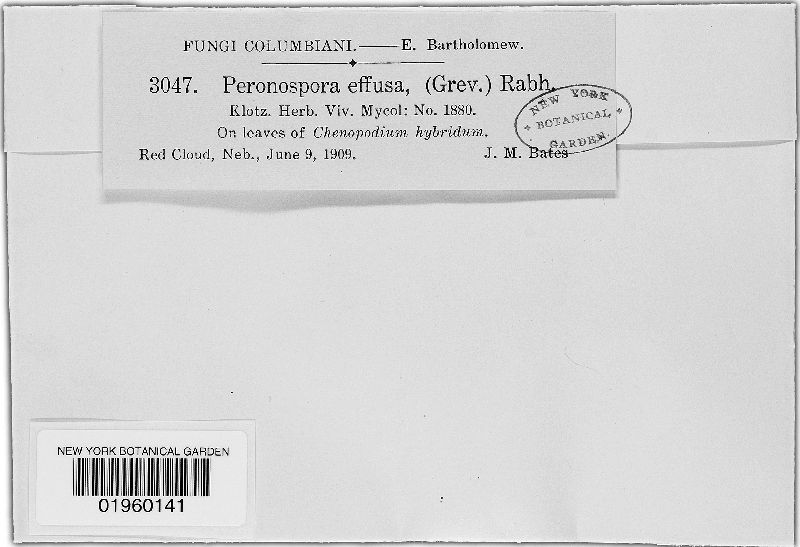 FUNGI COLUMBIANI.—E. Bartholomew.
3047. Peronospora effusa, (Grev.) Rabh.
Klotz. Herb. Viv. Mycol: No. 1880.
On leaves of Chenopodium hybridum.
Red Cloud, Neb., June 9, 1909. J. M. Bates
NEW YORK
* BOTANICAL *
GARDEN.
NEW YORK BOTANICAL GARDEN
01960141